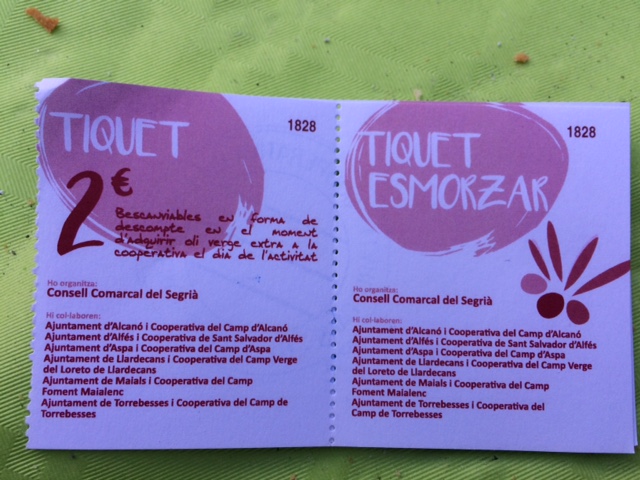 TIQUET
1828
2 €
Bescanviables en forma de
descompte en el moment
d'adquirir oli verge extra a la
cooperativa el dia de l'activitat
Ho organitza:
Consell Comarcal del Segrià
Hi col·laboren:
Ajuntament d'Alcanó i Cooperativa del Camp d'Alcanó
Ajuntament d'Alfés i Cooperativa de Sant Salvador d'Alfés
Ajuntament d'Aspa i Cooperativa del Camp d'Aspa
Ajuntament de Llardecans i Cooperativa del Camp Verge
del Loreto de Llardecans
Ajuntament de Maials i Cooperativa del Camp
Foment Maialenc
Ajuntament de Torrebesses i Cooperativa del Camp de
Torrebesses
TIQUET
ESMORZAR
1828
Ho organitza:
Consell Comarcal del Segrià
Hi col·laboren:
Ajuntament d'Alcanó i Cooperativa del Camp d'Alcanó
Ajuntament d'Alfés i Cooperativa de Sant Salvador d'Alfés
Ajuntament d'Aspa i Cooperativa del Camp d'Aspa
Ajuntament de Llardecans i Cooperativa del Camp Verge
del Loreto de Llardecans
Ajuntament de Maials i Cooperativa del Camp
Foment Maialenc
Ajuntament de Torrebesses i Cooperativa del
Camp de Torrebesses